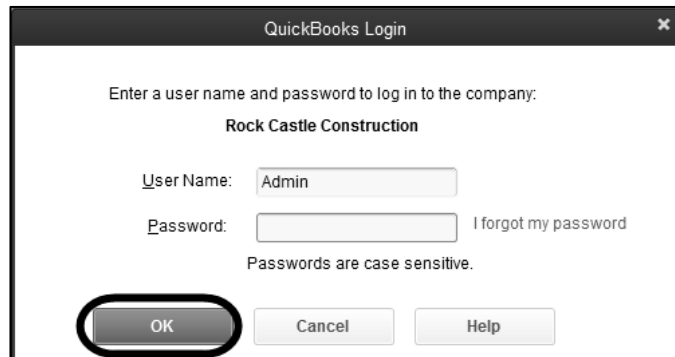 QuickBooks Login
Enter a user name and password to log in to the company:
Rock Castle Construction
User Name: Admin
Password: I forgot my password
Passwords are case sensitive.
OK Cancel Help